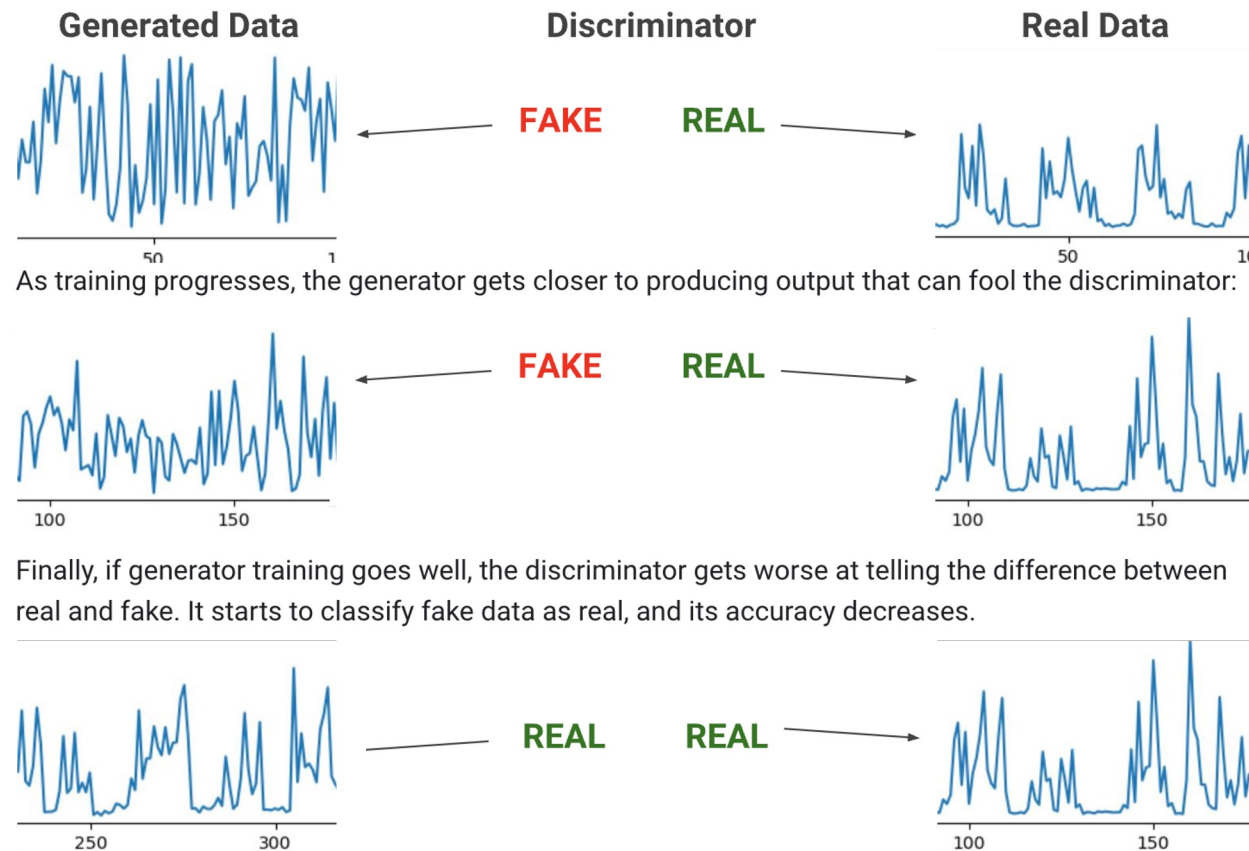 Generated Data Discriminator Real Data
FAKE REAL
50 1 50 10
As training progresses, the generator gets closer to producing output that can fool the discriminator:
FAKE REAL
100 150 100 150
Finally, if generator training goes well, the discriminator gets worse at telling the difference between
real and fake. It starts to classify fake data as real, and its accuracy decreases.
REAL REAL
250 300 100 150